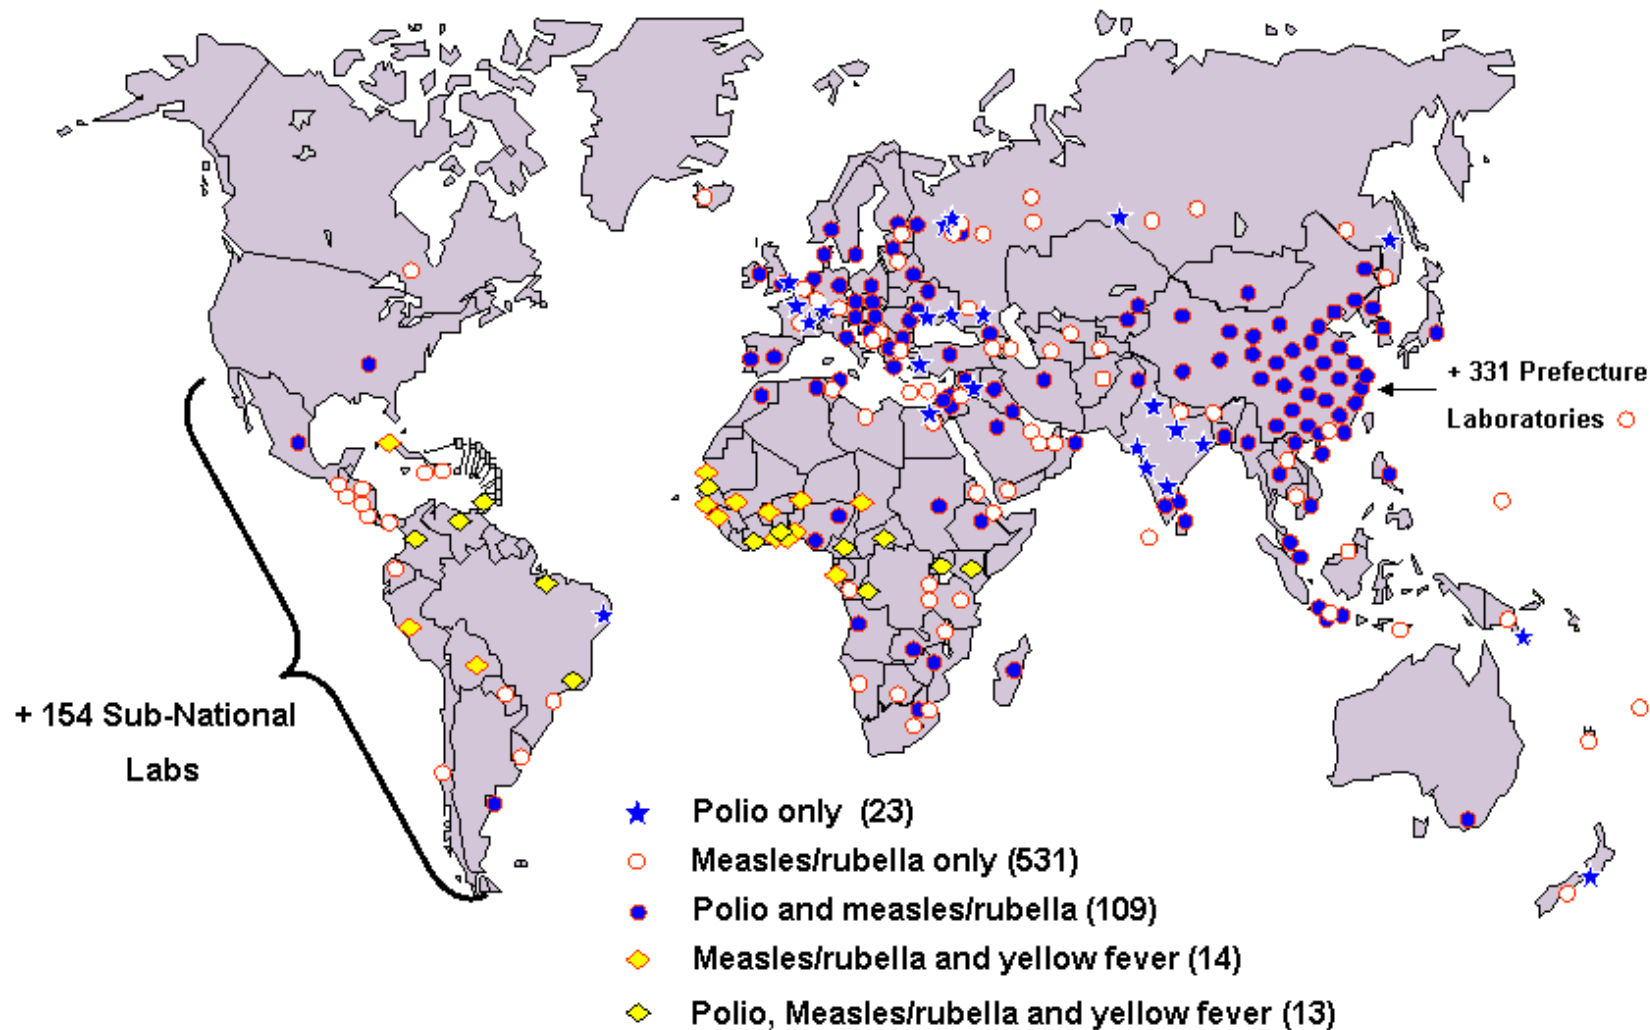 + 331 Prefecture
Laboratories
+ 154 Sub-National
Labs
Polio only (23)
Measles/rubella only (531)
Polio and measles/rubella (109)
Measles/rubella and yellow fever (14)
Polio, Measles/rubella and yellow fever (13)